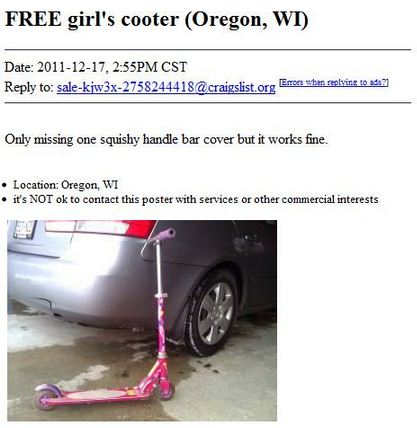 FREE girl's cooter (Oregon, WI)
Date: 2011-12-17, 2:55PM CST
Reply to: sale-kjw3x-2758244418@craigslist.org [Errors when replying to ads?]
Only missing one squishy handle bar cover but it works fine.
• Location: Oregon, WI
• it's NOT ok to contact this poster with services or other commercial interests